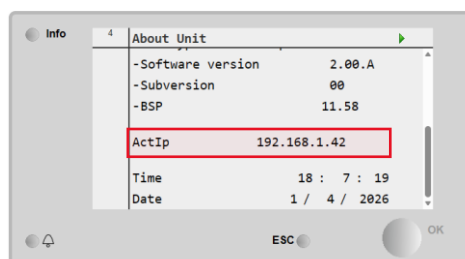 Info
4 About Unit
-Software version 2.00.A
-Subversion 00
-BSP 11.58
ActIp 192.168.1.42
Time 18 : 7 : 19
Date 1 / 4 / 2026
ESC
OK